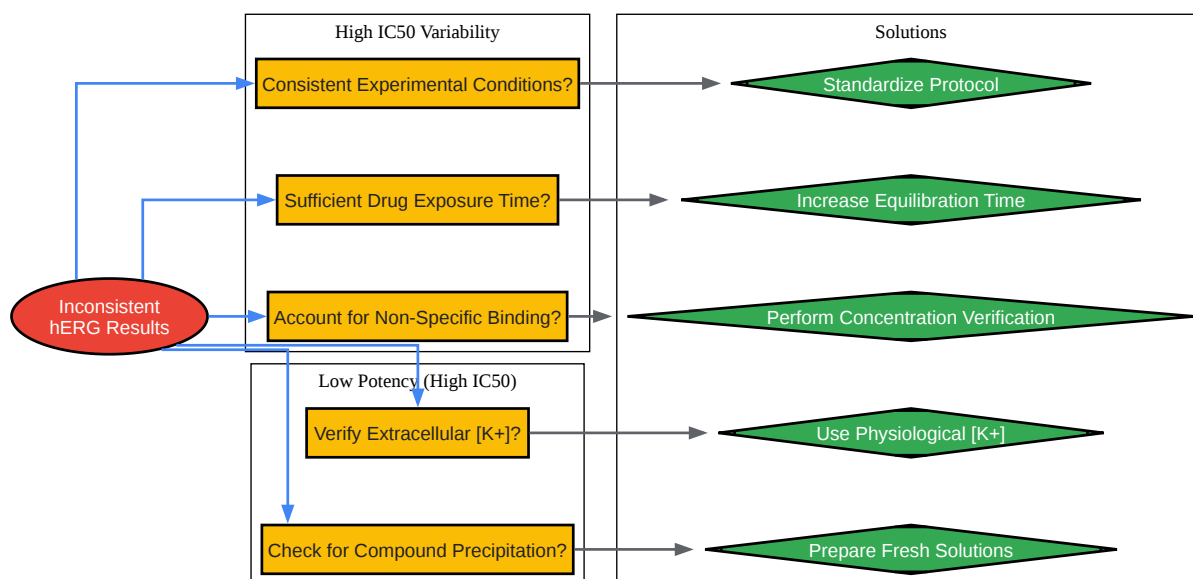 High IC50 Variability
Solutions
Consistent Experimental Conditions?
Standardize Protocol
Sufficient Drug Exposure Time?
Increase Equilibration Time
Inconsistent
hERG Results
Account for Non-Specific Binding?
Perform Concentration Verification
Low Potency (High IC50)
Verify Extracellular [K+]?
Use Physiological [K+]
Check for Compound Precipitation?
Prepare Fresh Solutions